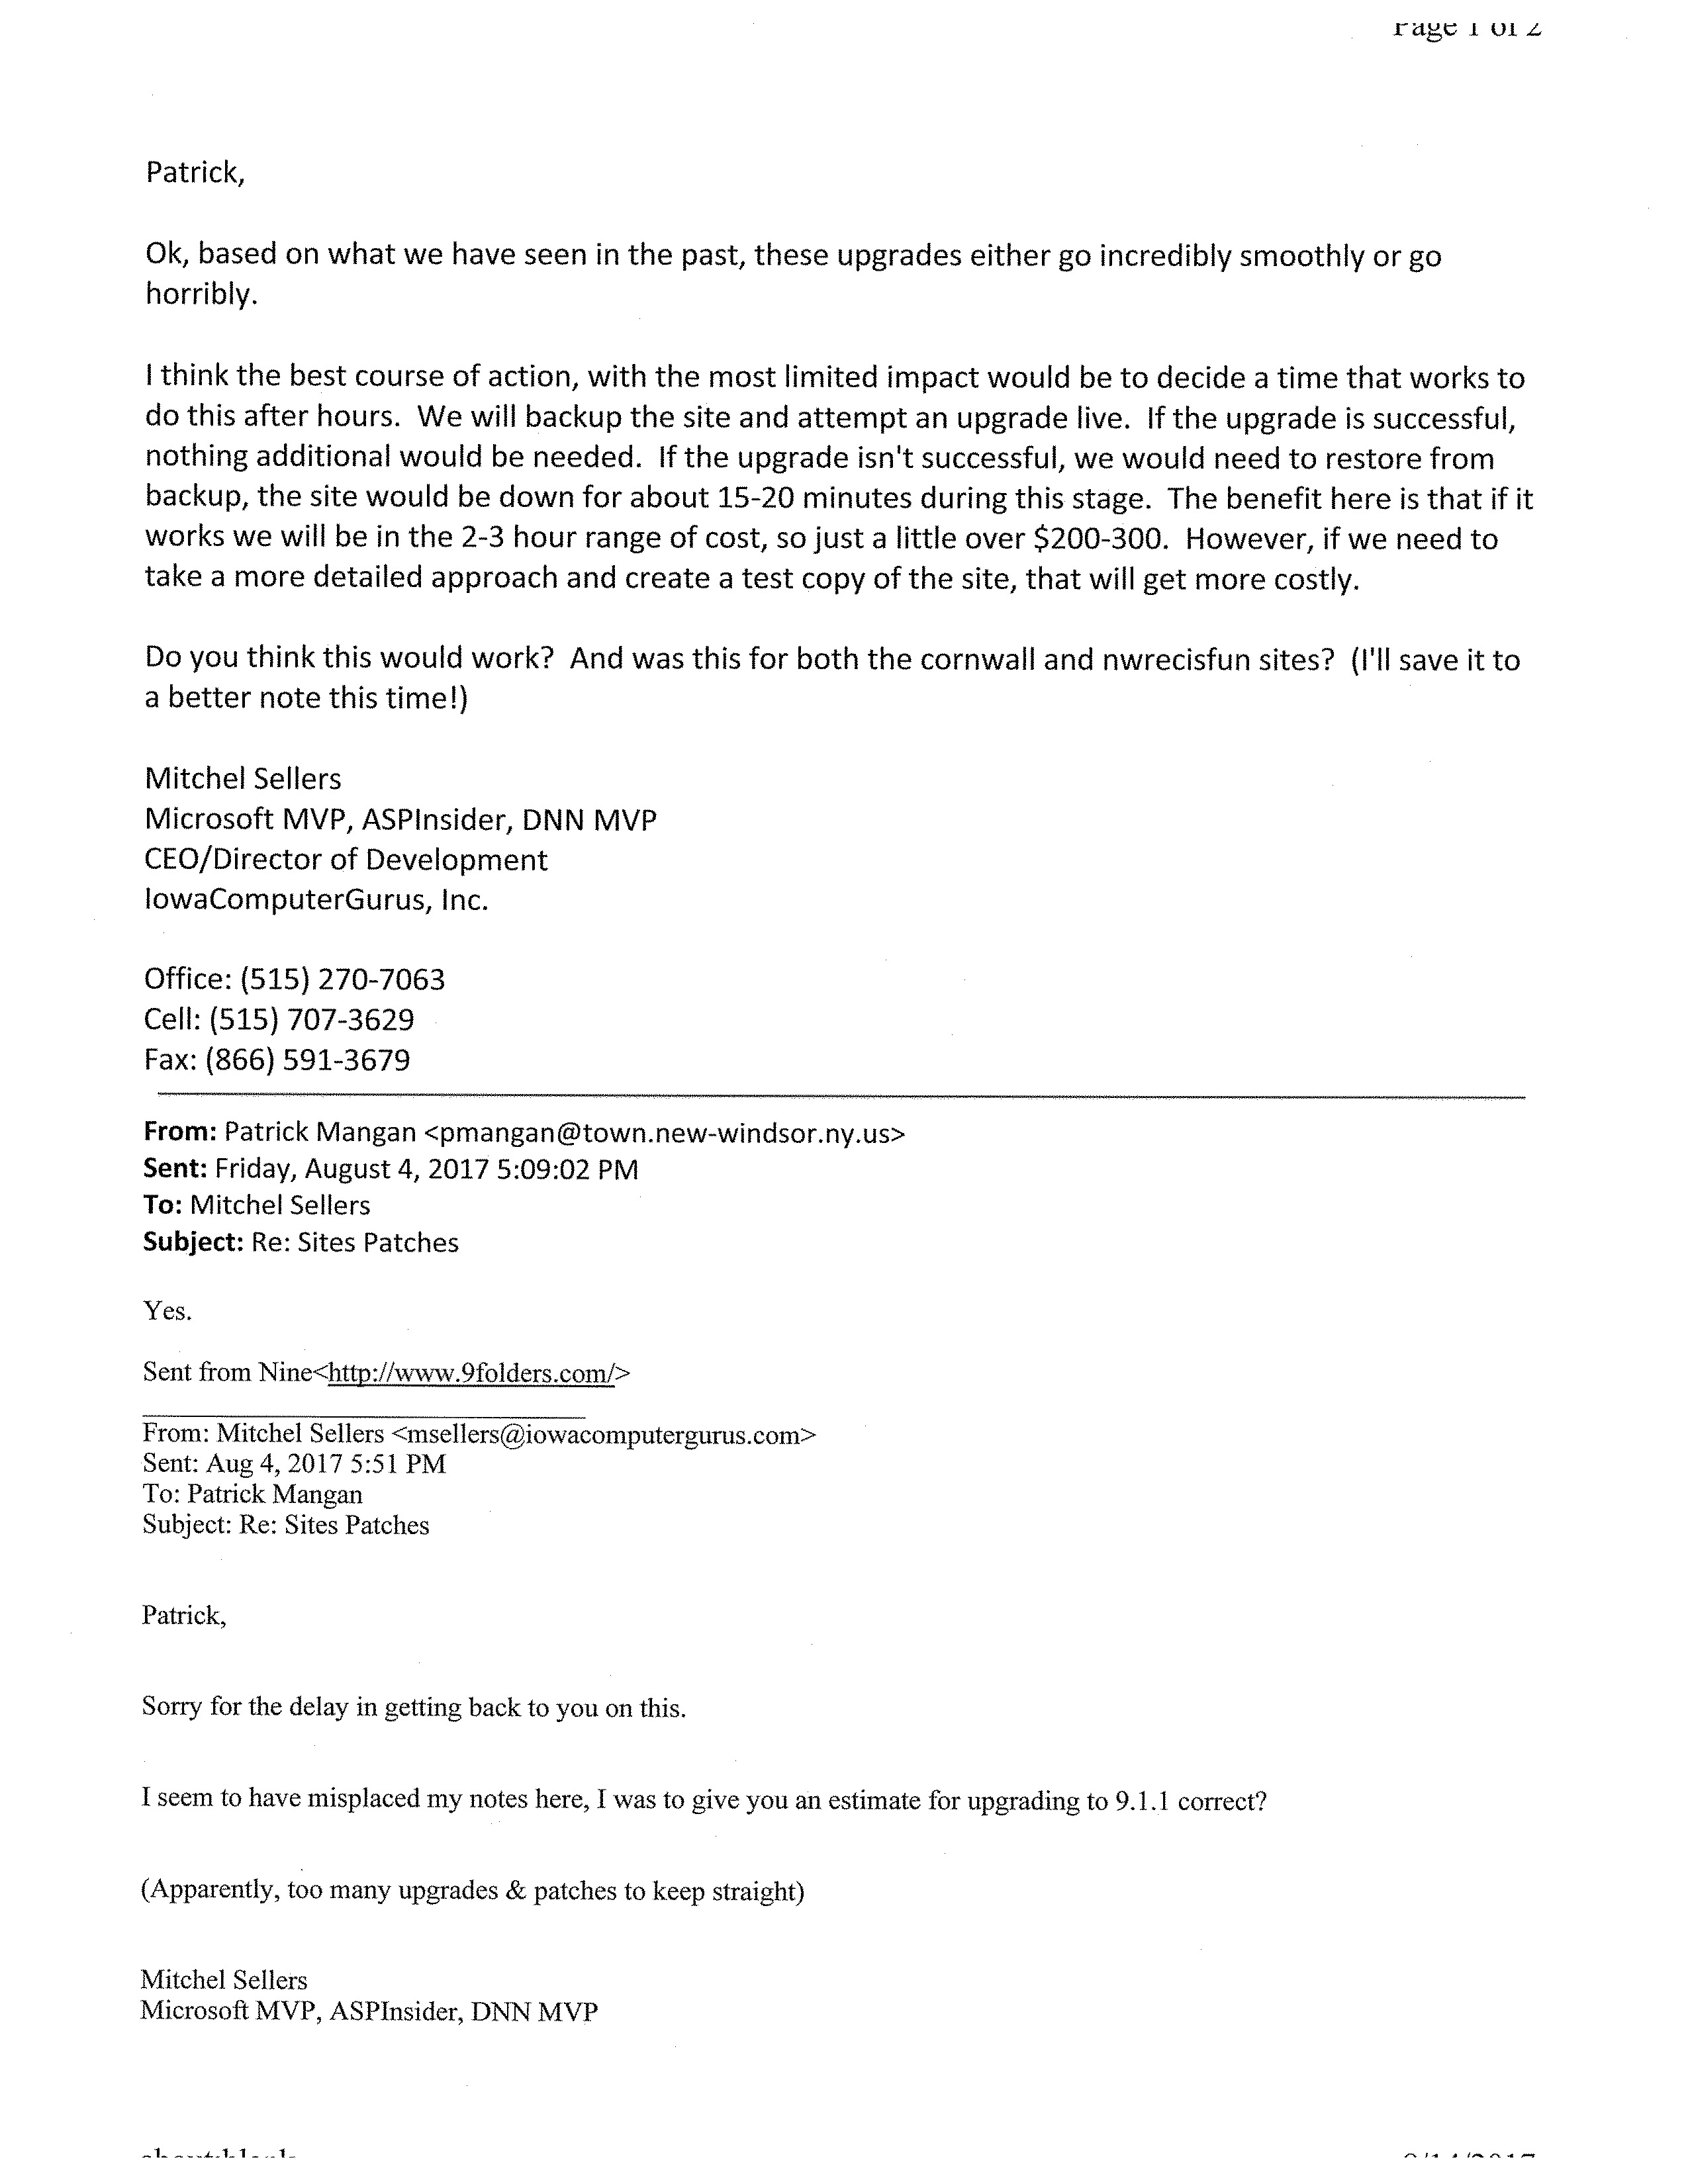 Page 1 of 2
Patrick,
Ok, based on what we have seen in the past, these upgrades either go incredibly smoothly or go
horribly.
I think the best course of action, with the most limited impact would be to decide a time that works to
do this after hours.  We will backup the site and attempt an upgrade live.  If the upgrade is successful,
nothing additional would be needed.  If the upgrade isn't successful, we would need to restore from
backup, the site would be down for about 15-20 minutes during this stage.  The benefit here is that if it
works we will be in the 2-3 hour range of cost, so just a little over $200-300.  However, if we need to
take a more detailed approach and create a test copy of the site, that will get more costly.
Do you think this would work?  And was this for both the cornwall and nwrecisfun sites?  (I'll save it to
a better note this time!)
Mitchel Sellers
Microsoft MVP, ASPInsider, DNN MVP
CEO/Director of Development
IowaComputerGurus, Inc.
Office: (515) 270-7063
Cell: (515) 707-3629
Fax: (866) 591-3679
From: Patrick Mangan <pmangan@town.new-windsor.ny.us>
Sent: Friday, August 4, 2017 5:09:02 PM
To: Mitchel Sellers
Subject: Re: Sites Patches
Yes.
Sent from Nine<http://www.9folders.com/>
From: Mitchel Sellers <msellers@iowacomputergurus.com>
Sent: Aug 4, 2017 5:51 PM
To: Patrick Mangan
Subject: Re: Sites Patches
Patrick,
Sorry for the delay in getting back to you on this.
I seem to have misplaced my notes here, I was to give you an estimate for upgrading to 9.1.1 correct?
(Apparently, too many upgrades & patches to keep straight)
Mitchel Sellers
Microsoft MVP, ASPInsider, DNN MVP